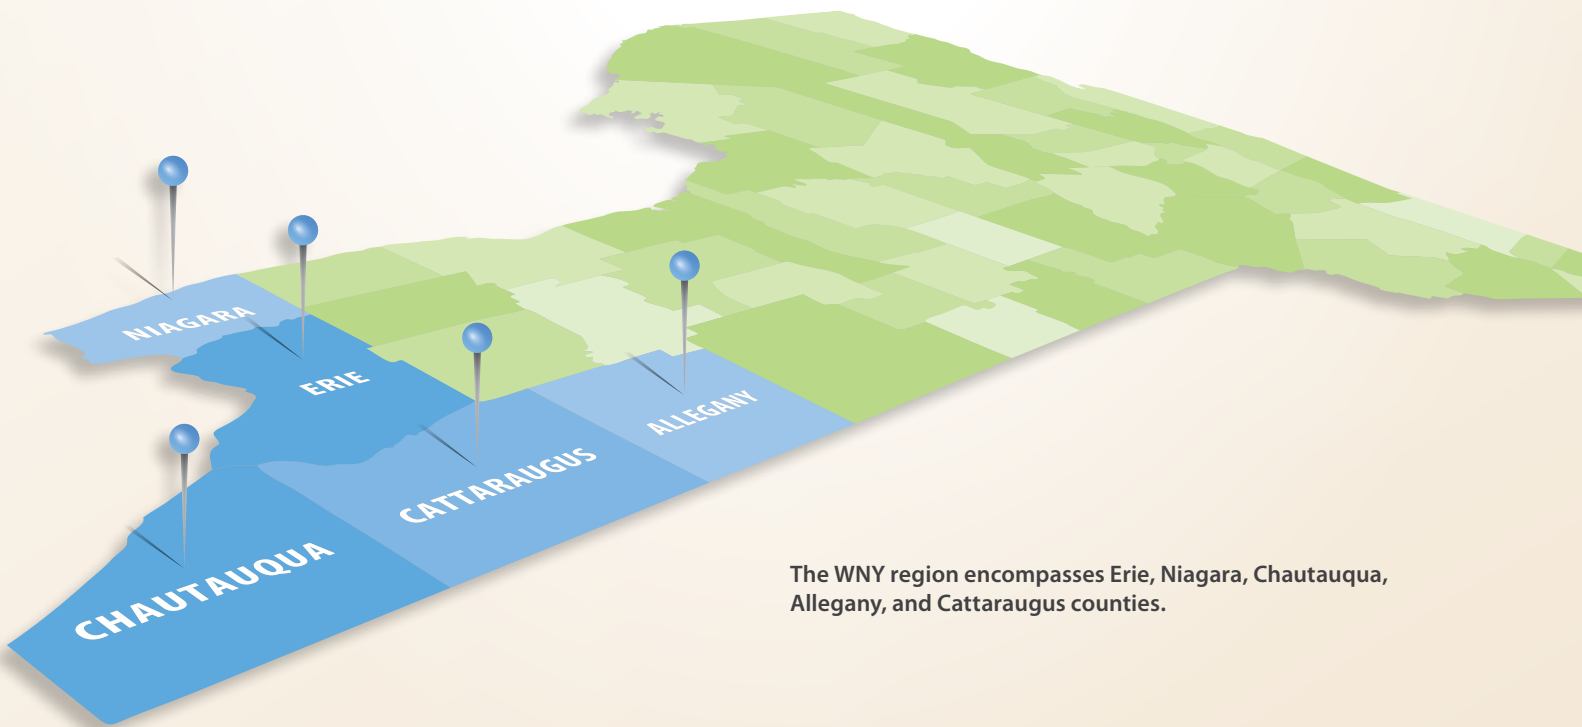 NIAGARA
ERIE
ALLEGANY
CATTARAUGUS
CHAUTAUQUA
The WNY region encompasses Erie, Niagara, Chautauqua,
Allegany, and Cattaraugus counties.